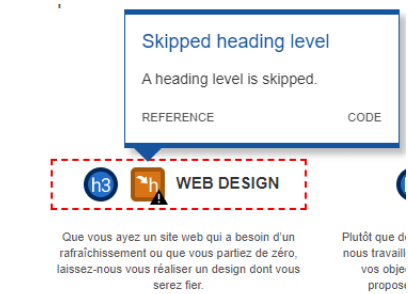 Skipped heading level
A heading level is skipped.
REFERENCE CODE
h3 h WEB DESIGN
Que vous ayez un site web qui a besoin d'un
rafraîchissement ou que vous partiez de zéro,
laissez-nous vous réaliser un design dont vous
serez fier.
Plutôt que
nous travaill
vos obje
propose